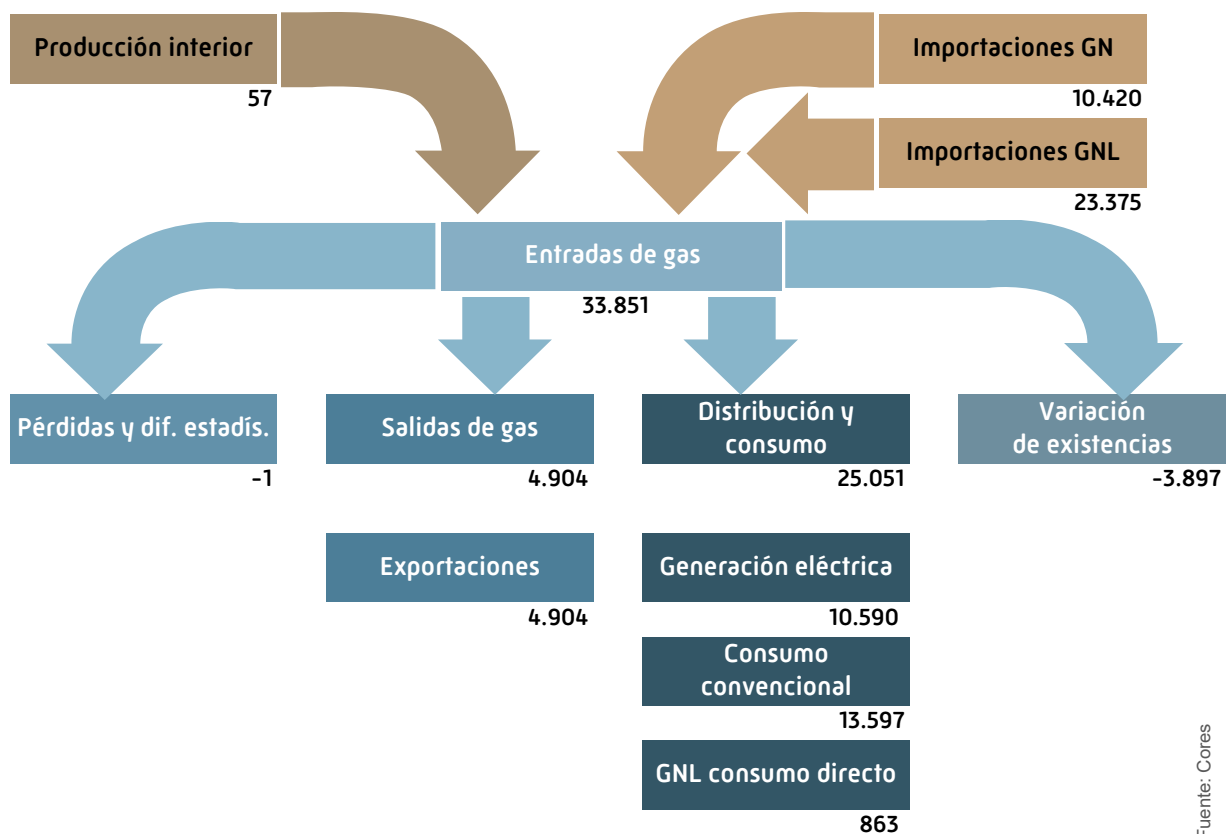 Producción interior
57
Importaciones GN
10.420
Importaciones GNL
23.375
Entradas de gas
33.851
Pérdidas y dif. estadís.
-1
Salidas de gas
4.904
Distribución y
consumo
25.051
Variación
de existencias
-3.897
Exportaciones
4.904
Generación eléctrica
10.590
Consumo
convencional
13.597
GNL consumo directo
863
Fuente: Cores